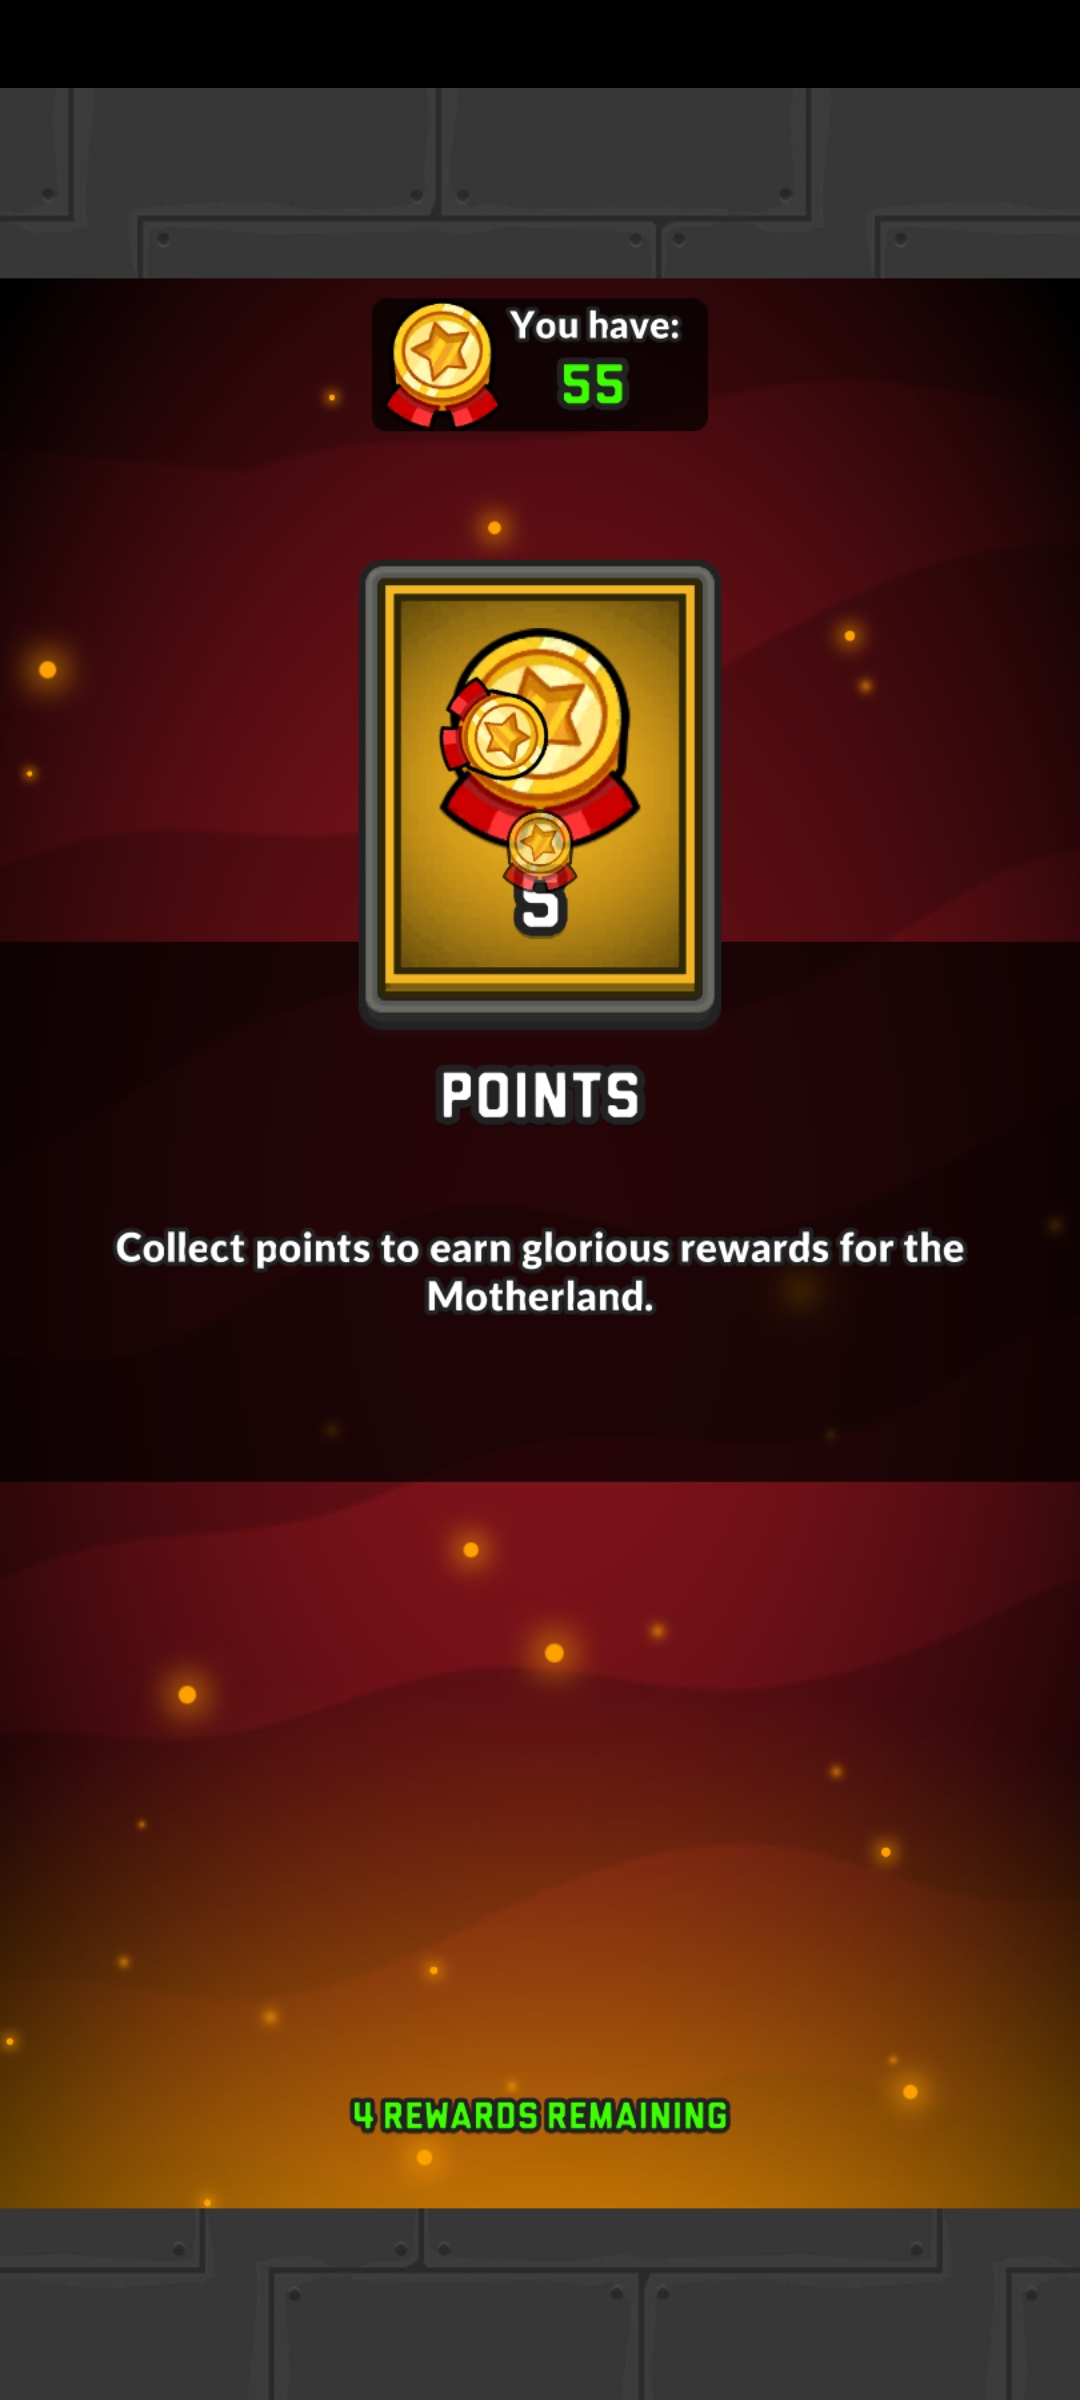 You have:
55
5
POINTS
Collect points to earn glorious rewards for the
Motherland.
4 REWARDS REMAINING